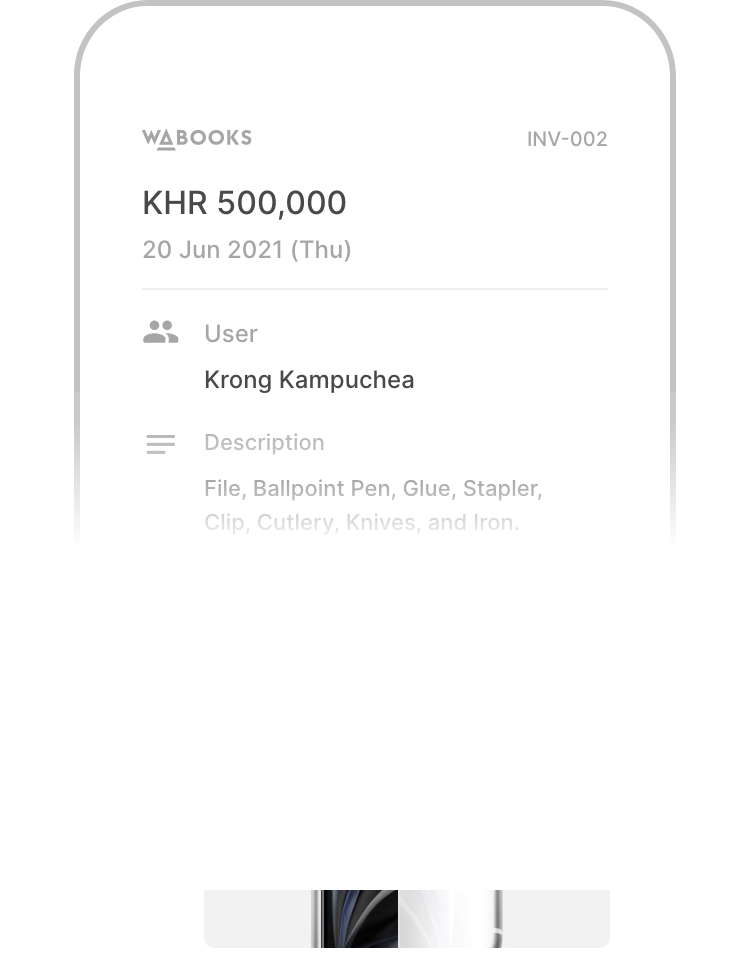 WABOOKS
INV-002
KHR 500,000
20 Jun 2021 (Thu)
User
Krong Kampuchea
Description
File, Ballpoint Pen, Glue, Stapler,
Clip, Cutlery, Knives, and Iron.